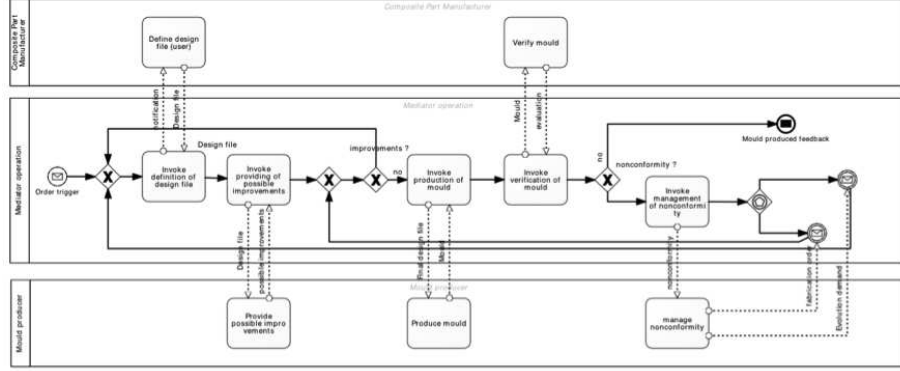 Composite Part Manufacturer
Composite Part
Manufacturer
Define design
file (user)
Verify mould
notification
Design file
Mould
evaluation
Mediator operation
Mediator operation
Mould produced feedback
Design file
improvements ?
no
no
nonconformity ?
Order trigger
Invoke
definition of
design file
Invoke
providing of
possible
improvements
Invoke
production of
mould
Invoke
verification of
mould
Invoke
management
of nonconformi
ty
Design file
possible improvements
Final design file
Mould
nonconformity
fabrication order
Evolution demand
Mould producer
Mould producer
Provide
possible impro
vements
Produce mould
manage
nonconformity